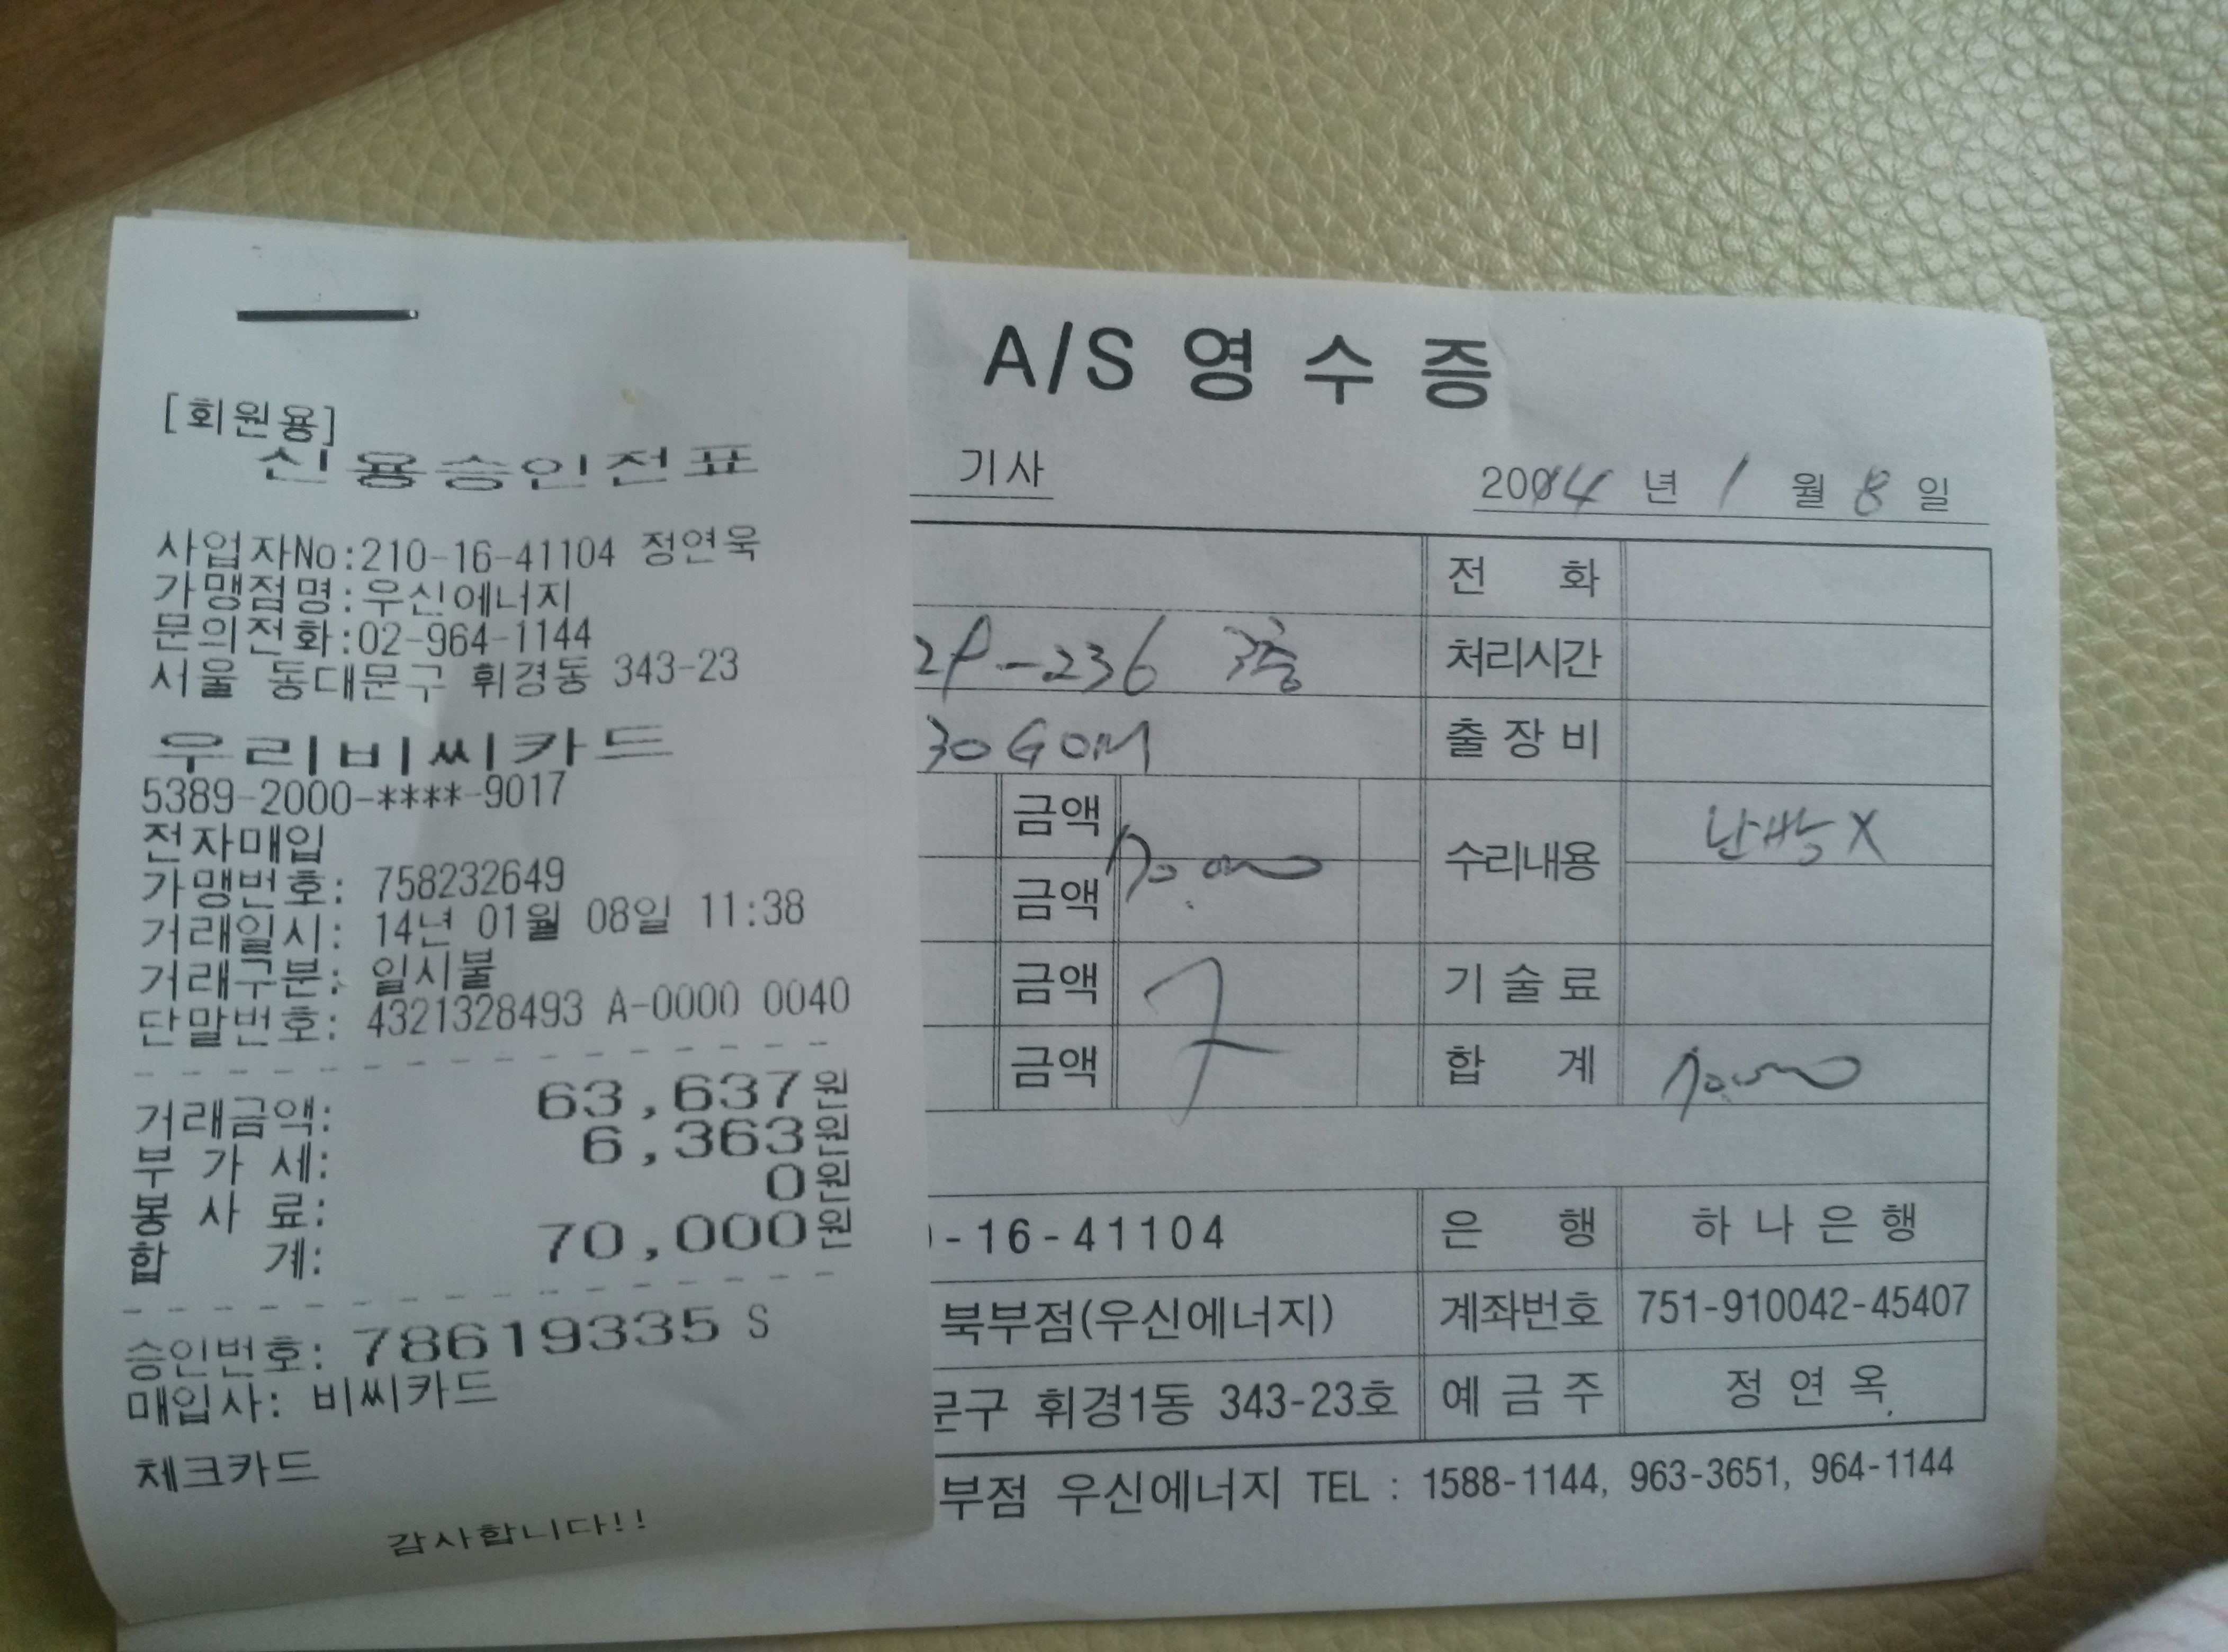 [회원용]
신용승인전표
사업자No:210-16-41104 정연욱
가맹점명:우신에너지
문의전화:02-964-1144
서울 동대문구 휘경동 343-23
우리비씨카드
5389-2000-****-9017
전자매입
가맹번호: 758232649
거래일시: 14년 01월 08일 11:38
거래구분: 일시불
단말번호: 4321328493 A-0000 0040
거래금액: 63,637원
부 가 세: 6,363원
봉 사 료: 0원
합 계: 70,000원
승인번호: 78619335 S
매입사: 비씨카드
체크카드
감사합니다!!
A/S 영 수 증
기사
2014 년 1 월 8 일
전 화
-236 3층 처리시간
30GOM 출 장 비
금액 70.000 수리내용 난방X
금액
금액 기 술 료
금액 합 계 70.000
-16-41104 은 행 하 나 은 행
북부점(우신에너지) 계좌번호 751-910042-45407
문구 휘경1동 343-23호 예 금 주 정 연 옥
부점 우신에너지 TEL : 1588-1144, 963-3651, 964-1144